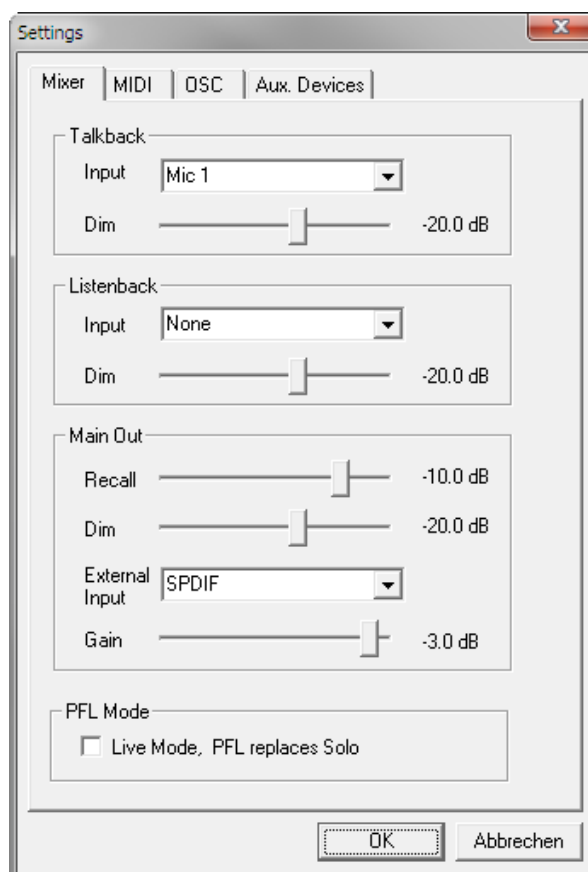 Settings
Mixer MIDI OSC Aux. Devices
Talkback
Input Mic 1
Dim -20.0 dB
Listenback
Input None
Dim -20.0 dB
Main Out
Recall -10.0 dB
Dim -20.0 dB
External
Input SPDIF
Gain -3.0 dB
PFL Mode
Live Mode, PFL replaces Solo
OK Abbrechen